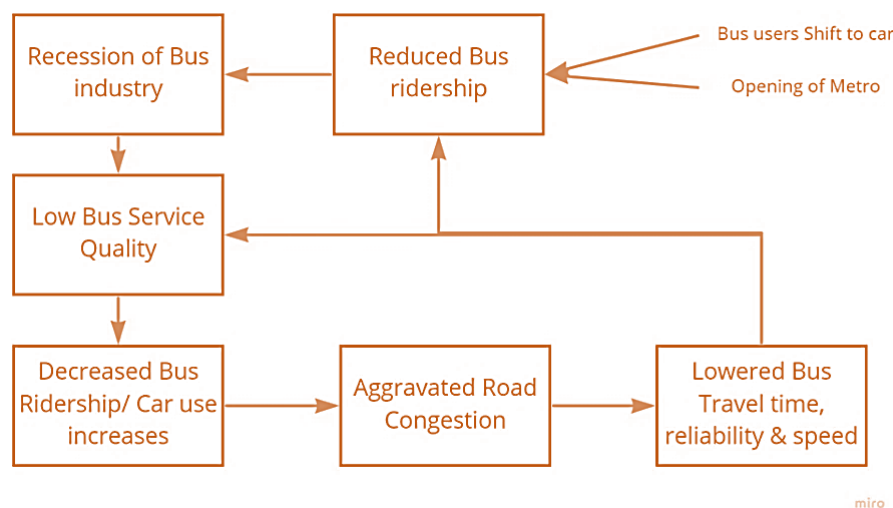 Recession of Bus
industry
Reduced Bus
ridership
Bus users Shift to car
Opening of Metro
Low Bus Service
Quality
Decreased Bus
Ridership/ Car use
increases
Aggravated Road
Congestion
Lowered Bus
Travel time,
reliability & speed
miro